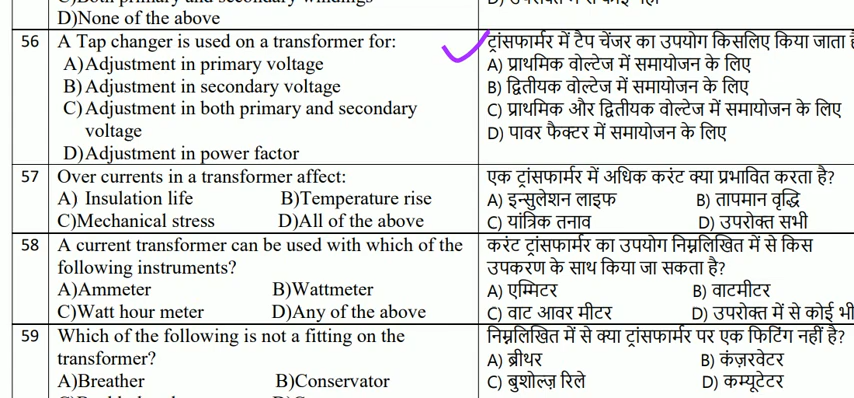 D)None of the above
56 A Tap changer is used on a transformer for:
A)Adjustment in primary voltage
B)Adjustment in secondary voltage
C)Adjustment in both primary and secondary
voltage
D)Adjustment in power factor
ट्रांसफार्मर में टैप चेंजर का उपयोग किसलिए किया जाता
A) प्राथमिक वोल्टेज में समायोजन के लिए
B) द्वितीयक वोल्टेज में समायोजन के लिए
C) प्राथमिक और द्वितीयक वोल्टेज में समायोजन के लिए
D) पावर फैक्टर में समायोजन के लिए
57 Over currents in a transformer affect:
A) Insulation life B)Temperature rise
C)Mechanical stress D)All of the above
एक ट्रांसफार्मर में अधिक करंट क्या प्रभावित करता है?
A) इन्सुलेशन लाइफ B) तापमान वृद्धि
C) यांत्रिक तनाव D) उपरोक्त सभी
58 A current transformer can be used with which of the
following instruments?
A)Ammeter B)Wattmeter
C)Watt hour meter D)Any of the above
करंट ट्रांसफार्मर का उपयोग निम्नलिखित में से किस
उपकरण के साथ किया जा सकता है?
A) एम्मिटर B) वाटमीटर
C) वाट आवर मीटर D) उपरोक्त में से कोई भी
59 Which of the following is not a fitting on the
transformer?
A)Breather B)Conservator
निम्नलिखित में से क्या ट्रांसफार्मर पर एक फिटिंग नहीं है?
A) ब्रीथर B) कंज़रवेटर
C) बुशोल्ज़ रिले D) कम्यूटेटर